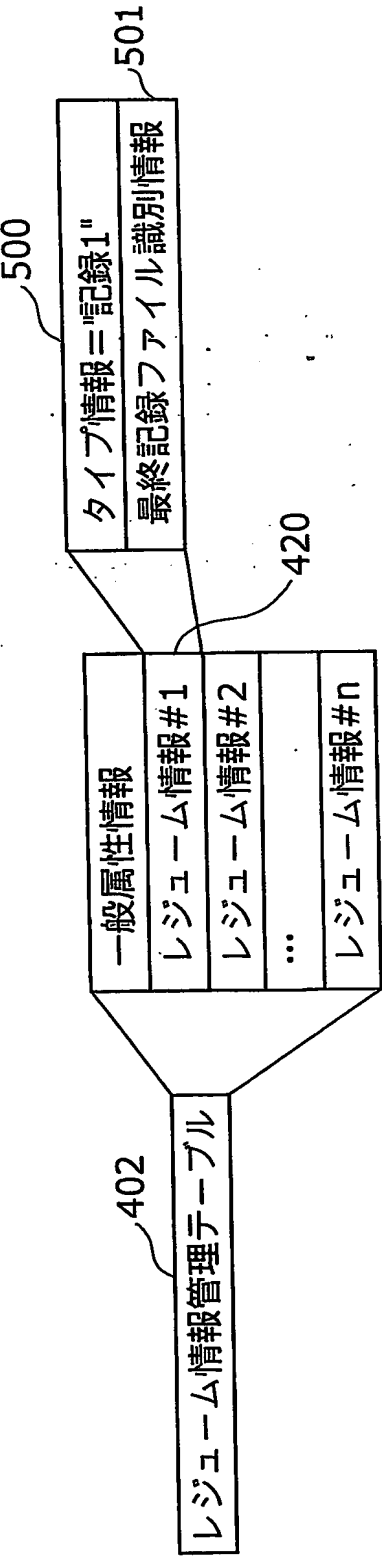 402
レジューム情報管理テーブル
一般属性情報
レジューム情報#1
レジューム情報#2
...
レジューム情報#n
420
500
タイプ情報="記録1"
最終記録ファイル識別情報
501